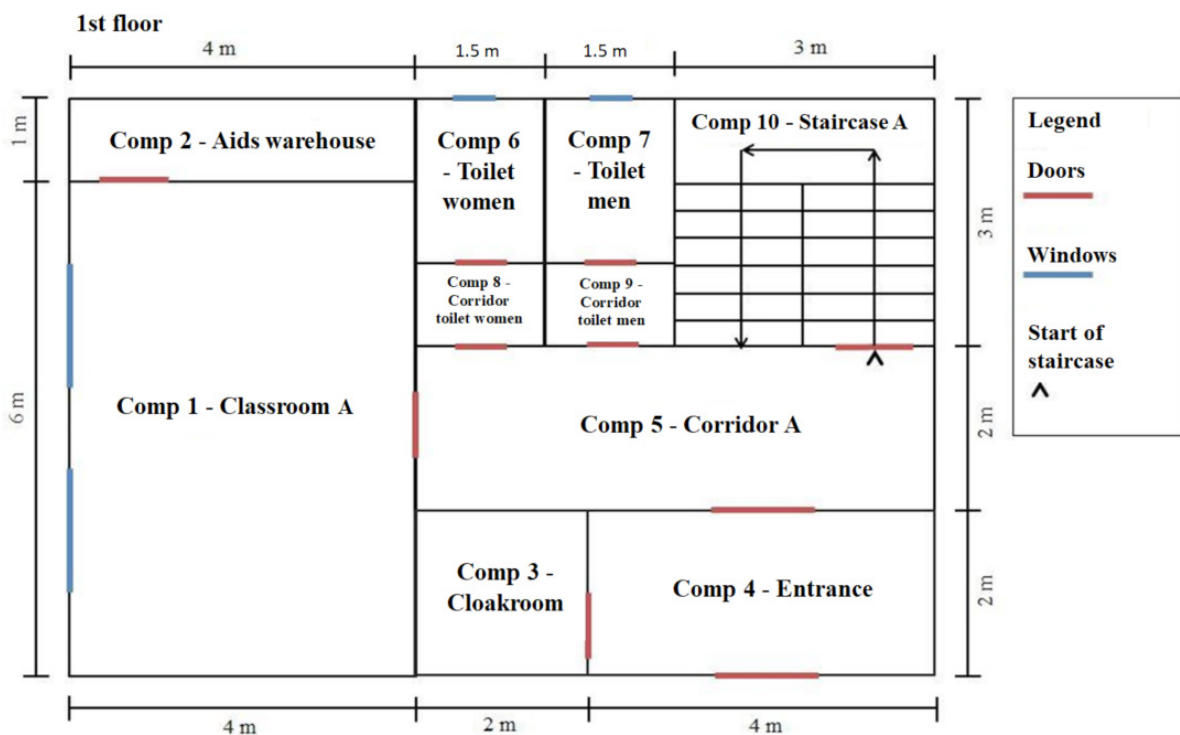 1st floor
4 m
1.5 m
1.5 m
3 m
1 m
Comp 2 - Aids warehouse
Comp 6
- Toilet
women
Comp 7
- Toilet
men
Comp 10 - Staircase A
Legend
Doors
Windows
Start of
staircase
3 m
Comp 8 -
Corridor
toilet women
Comp 9 -
Corridor
toilet men
6 m
Comp 1 - Classroom A
Comp 5 - Corridor A
2 m
Comp 3 -
Cloakroom
Comp 4 - Entrance
2 m
4 m
2 m
4 m